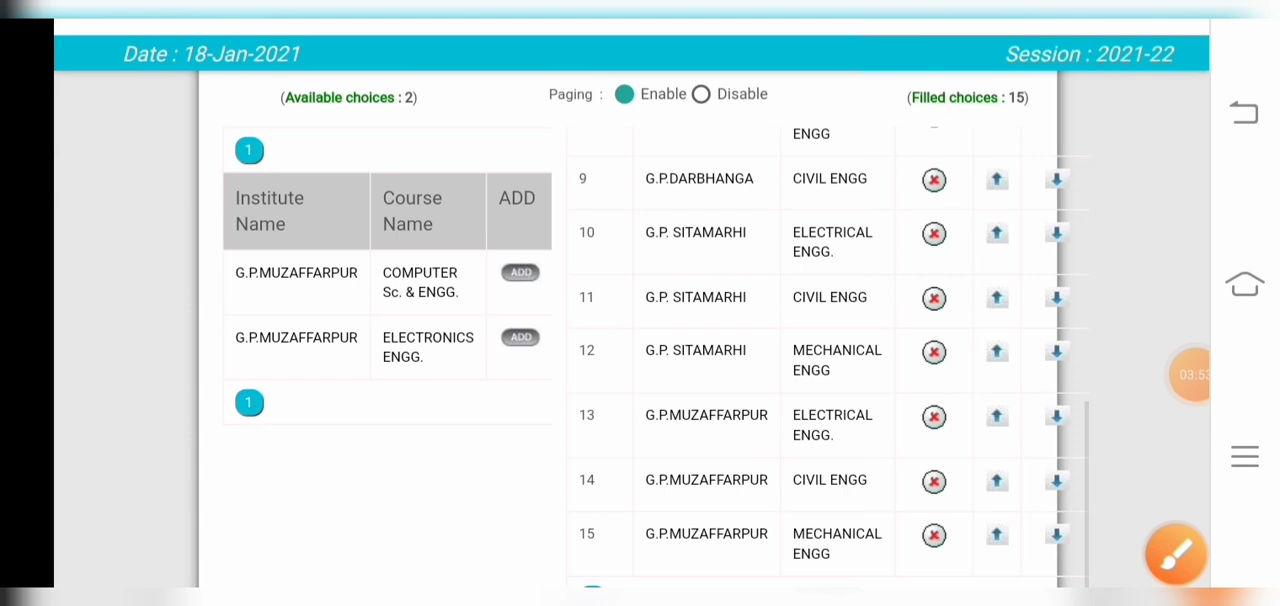 Date : 18-Jan-2021
Session : 2021-22
(Available choices : 2)
Paging : Enable Disable
(Filled choices : 15)
1
Institute Name Course Name ADD
G.P.MUZAFFARPUR COMPUTER Sc. & ENGG. ADD
G.P.MUZAFFARPUR ELECTRONICS ENGG. ADD
1
ENGG
9 G.P.DARBHANGA CIVIL ENGG
10 G.P. SITAMARHI ELECTRICAL ENGG.
11 G.P. SITAMARHI CIVIL ENGG
12 G.P. SITAMARHI MECHANICAL ENGG
13 G.P.MUZAFFARPUR ELECTRICAL ENGG.
14 G.P.MUZAFFARPUR CIVIL ENGG
15 G.P.MUZAFFARPUR MECHANICAL ENGG
03:53